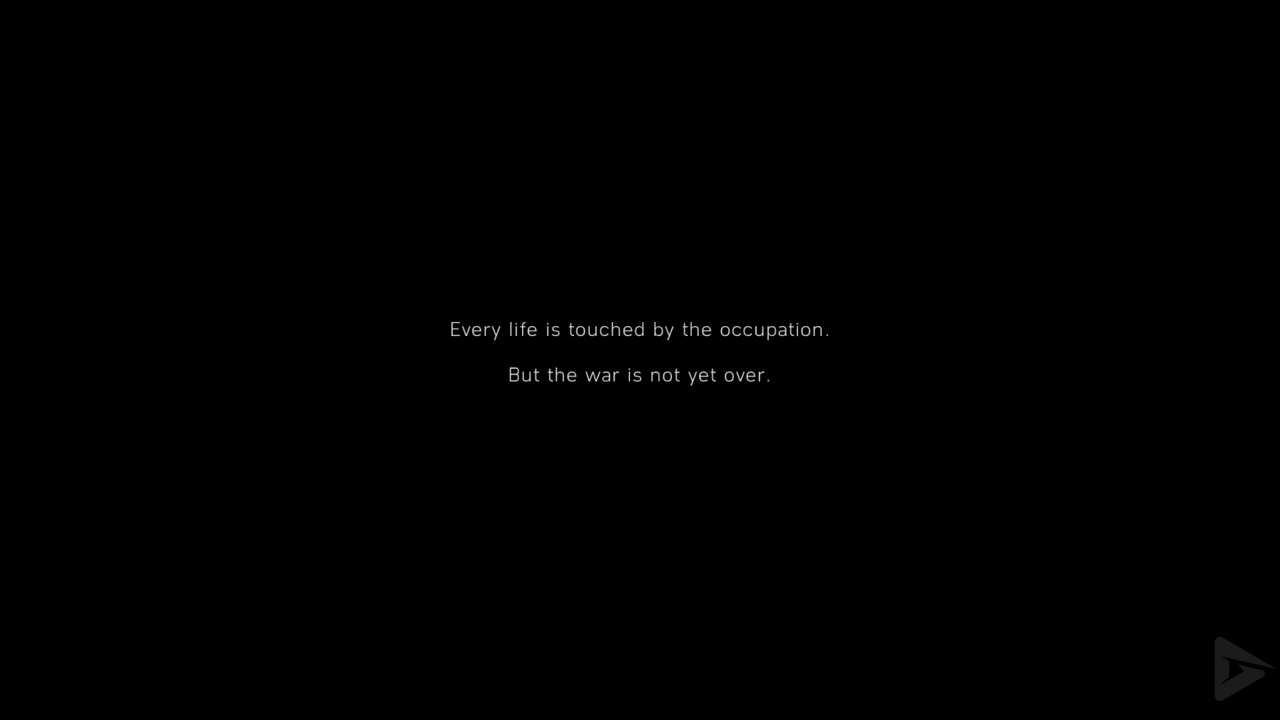 Every life is touched by the occupation.
But the war is not yet over.